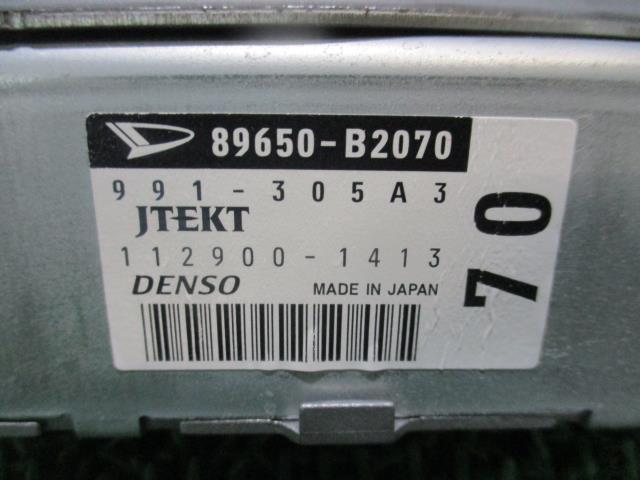 89650-B2070
991-305A3
JTEKT
112900-1413
DENSO MADE IN JAPAN
70